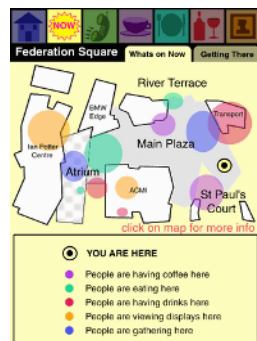 NOW
Federation Square
Whats on Now
Getting There
River Terrace
BMW
Edge
Transport
Main Plaza
Ian Potter
Centre
Atrium
ACMI
St Paul's
Court
click on map for more info
YOU ARE HERE
People are having coffee here
People are eating here
People are having drinks here
People are viewing displays here
People are gathering here